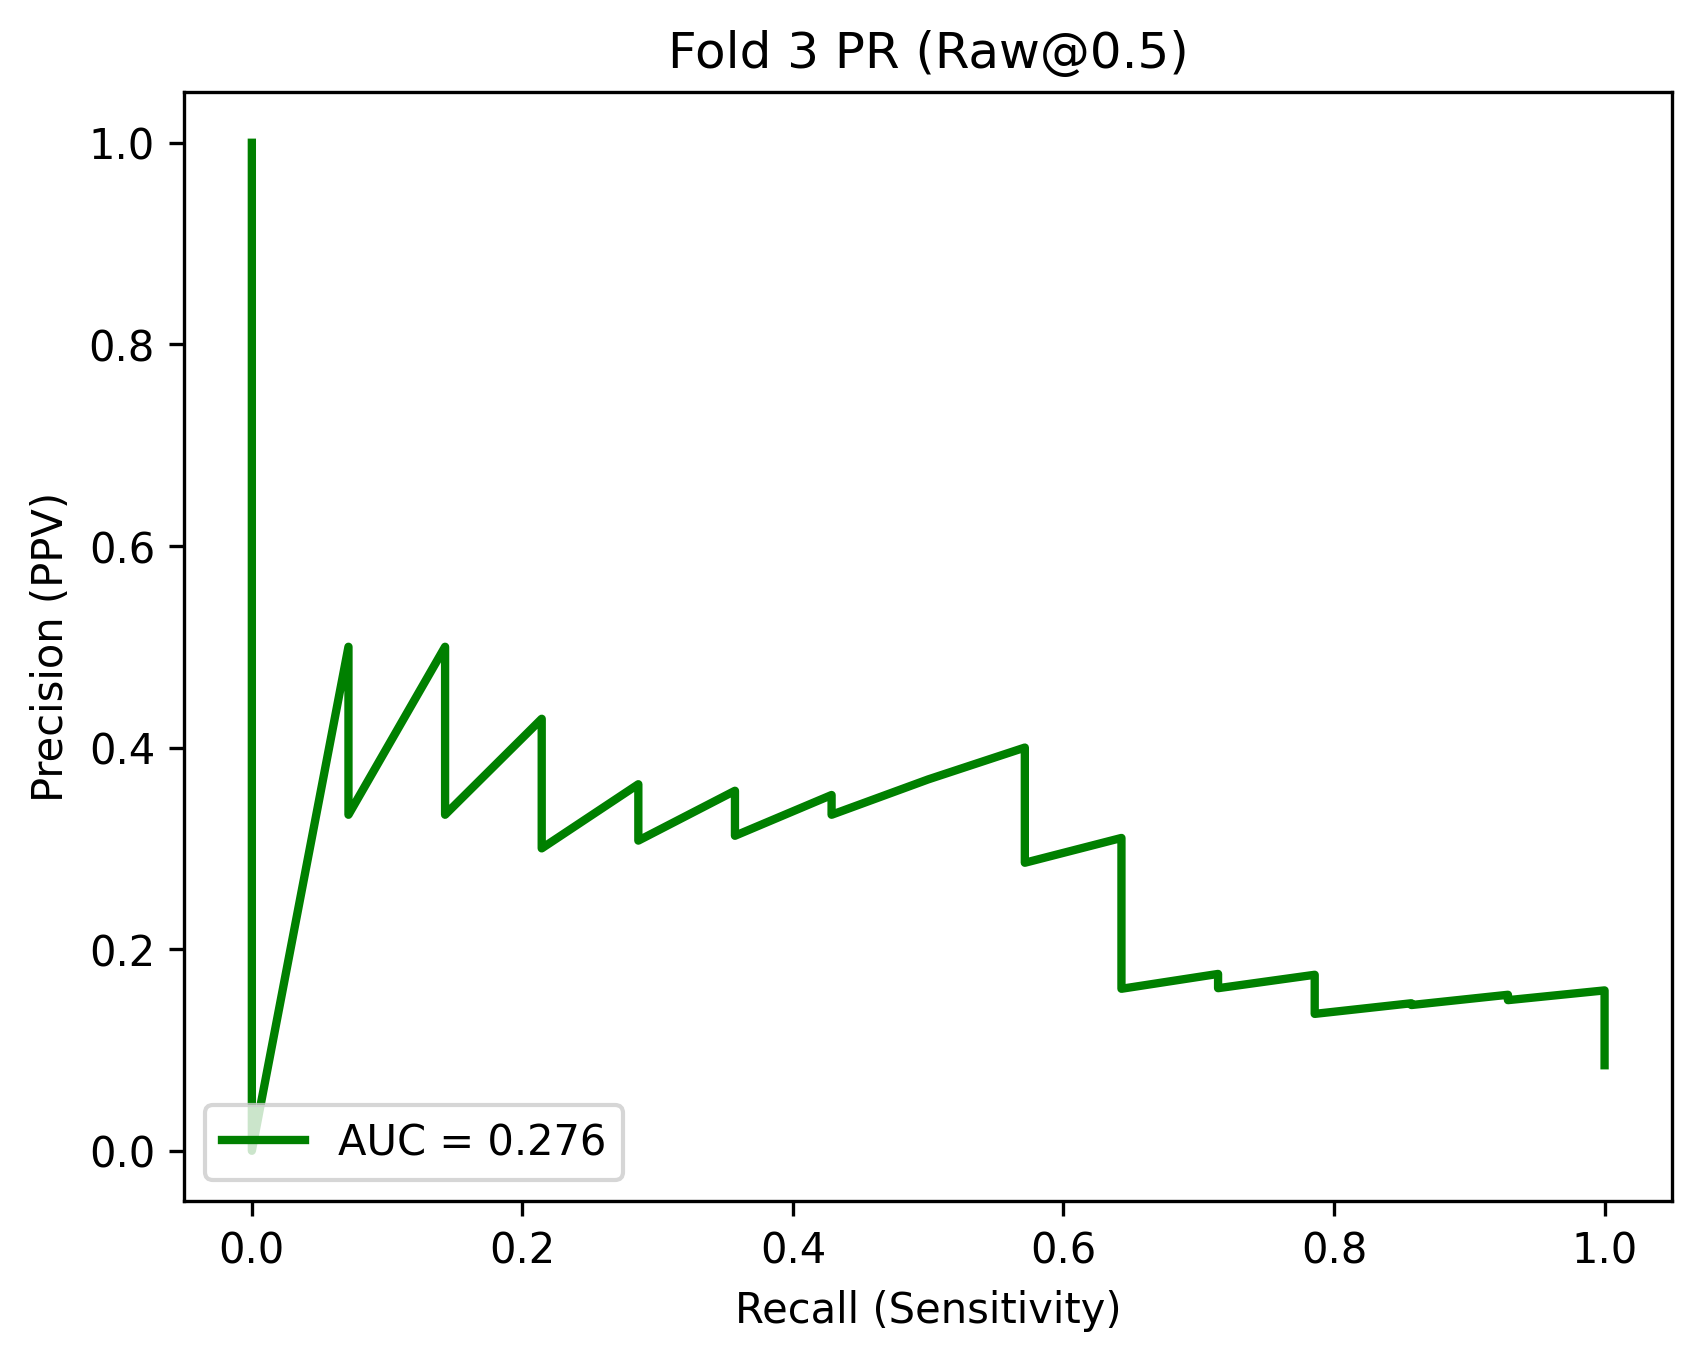 Fold 3 PR (Raw@0.5)
Precision (PPV)
1.0
0.8
0.6
0.4
0.2
0.0
AUC = 0.276
0.0 0.2 0.4 0.6 0.8 1.0
Recall (Sensitivity)